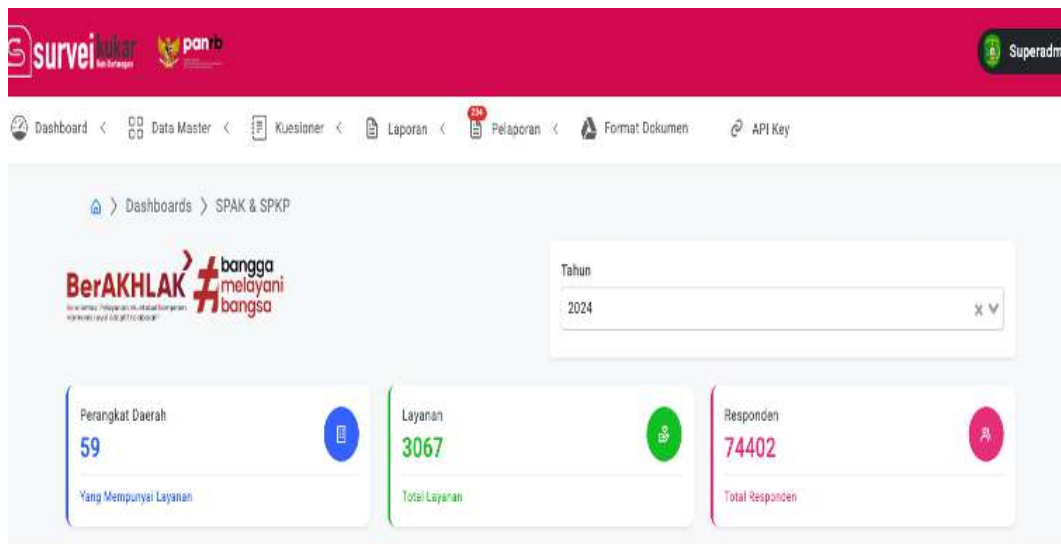 survei kukar
panrb
Superadm
Dashboard
Data Master
Kuesioner
Laporan
234
Pelaporan
Format Dokumen
API Key
Dashboards > SPAK & SPKP
BerAKHLAK
# bangga
melayani
bangsa
Tahun
2024
Perangkat Daerah
59
Yang Mempunyai Layanan
Layanan
3067
Total Layanan
Responden
74402
Total Responden